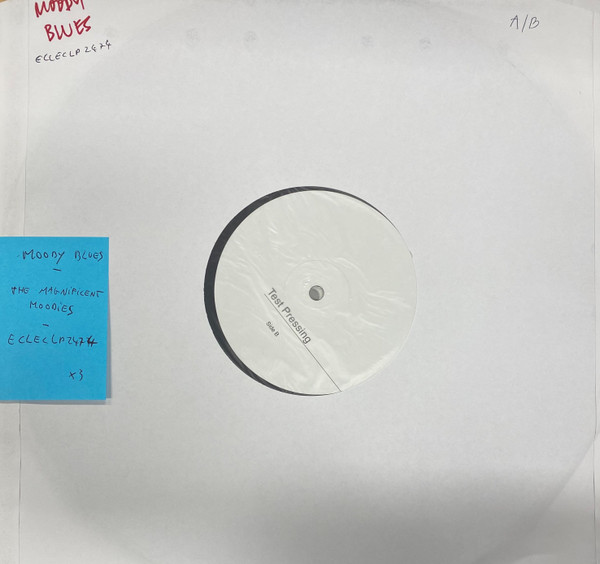 MOODY
BLUES
ECLECLP2474
A/B
MOODY BLUES
-
THE MAGNIFICENT
MOODIES
-
ECLECLP2474
x3
Test Pressing
Side B